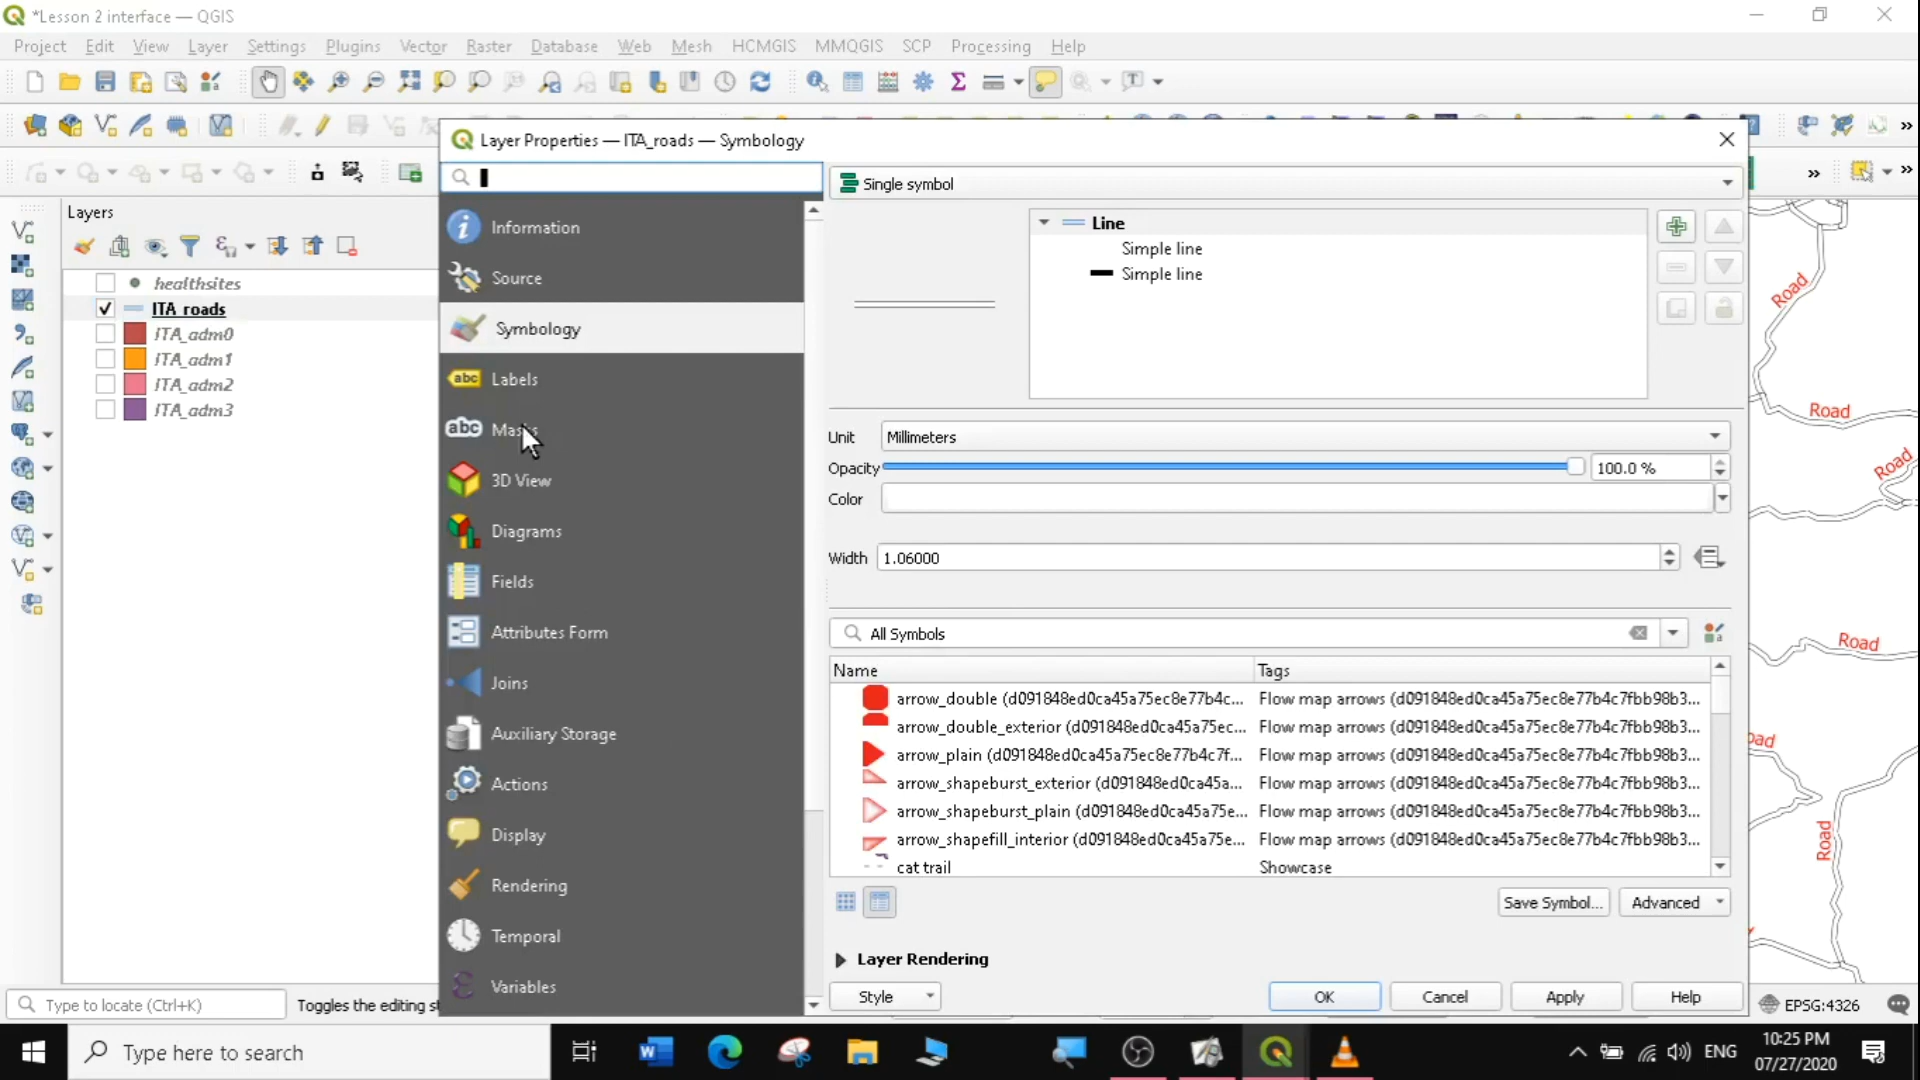 *Lesson 2 interface — QGIS
Project Edit View Layer Settings Plugins Vector Raster Database Web Mesh HCMGIS MMQGIS SCP Processing Help
Layer Properties — ITA_roads — Symbology
Layers
healthsites
ITA_roads
ITA_adm0
ITA_adm1
ITA_adm2
ITA_adm3
Information
Source
Symbology
Labels
3D View
Diagrams
Fields
Attributes Form
Joins
Auxiliary Storage
Actions
Display
Rendering
Temporal
Variables
Single symbol
Line
Simple line
Simple line
Unit Millimeters
Opacity 100.0 %
Color
Width 1.06000
All Symbols
Name Tags
arrow_double (d091848ed0ca45a75ec8e77b4c... Flow map arrows (d091848ed0ca45a75ec8e77b4c7fbb98b3...
arrow_double_exterior (d091848ed0ca45a75ec... Flow map arrows (d091848ed0ca45a75ec8e77b4c7fbb98b3...
arrow_plain (d091848ed0ca45a75ec8e77b4c7f... Flow map arrows (d091848ed0ca45a75ec8e77b4c7fbb98b3...
arrow_shapeburst_exterior (d091848ed0ca45a... Flow map arrows (d091848ed0ca45a75ec8e77b4c7fbb98b3...
arrow_shapeburst_plain (d091848ed0ca45a75e... Flow map arrows (d091848ed0ca45a75ec8e77b4c7fbb98b3...
arrow_shapefill_interior (d091848ed0ca45a75e... Flow map arrows (d091848ed0ca45a75ec8e77b4c7fbb98b3...
cat trail Showcase
Save Symbol... Advanced
Layer Rendering
Style OK Cancel Apply Help
Road
Road
Road
Road
Road
Type to locate (Ctrl+K) Toggles the editing st EPSG:4326
Type here to search
ENG
10:25 PM
07/27/2020